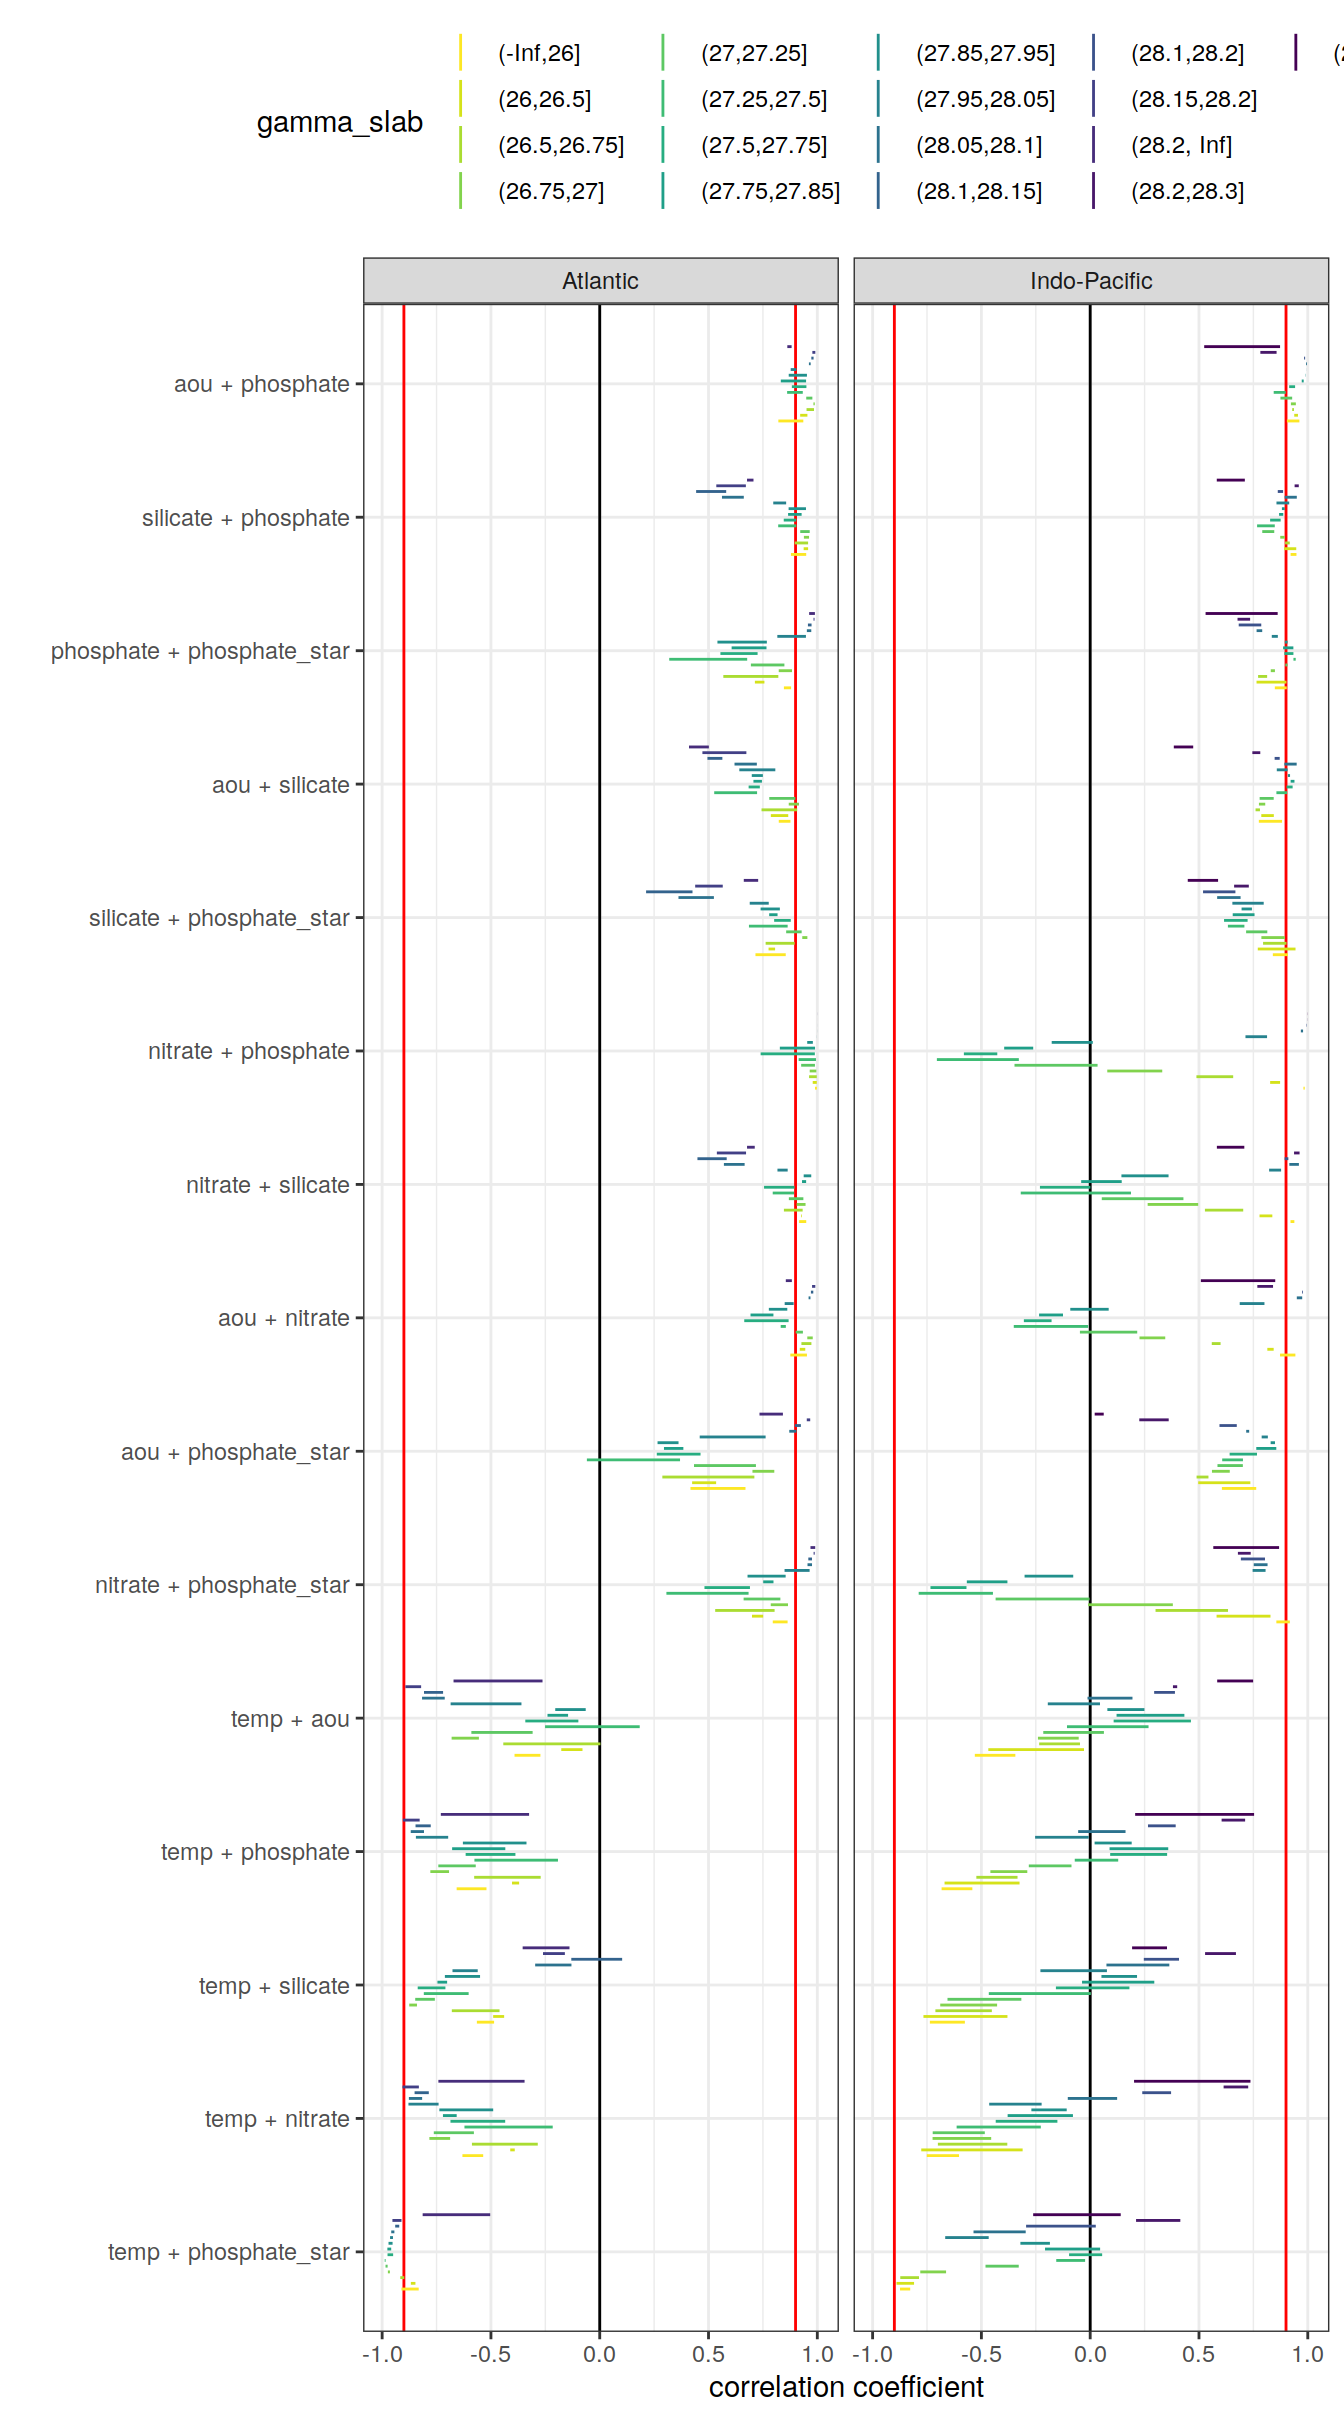 gamma_slab
(-Inf,26] (27,27.25] (27.85,27.95] (28.1,28.2]
(26,26.5] (27.25,27.5] (27.95,28.05] (28.15,28.2]
(26.5,26.75] (27.5,27.75] (28.05,28.1] (28.2, Inf]
(26.75,27] (27.75,27.85] (28.1,28.15] (28.2,28.3]
Atlantic Indo-Pacific
aou + phosphate
silicate + phosphate
phosphate + phosphate_star
aou + silicate
silicate + phosphate_star
nitrate + phosphate
nitrate + silicate
aou + nitrate
aou + phosphate_star
nitrate + phosphate_star
temp + aou
temp + phosphate
temp + silicate
temp + nitrate
temp + phosphate_star
-1.0 -0.5 0.0 0.5 1.0 -1.0 -0.5 0.0 0.5 1.0
correlation coefficient